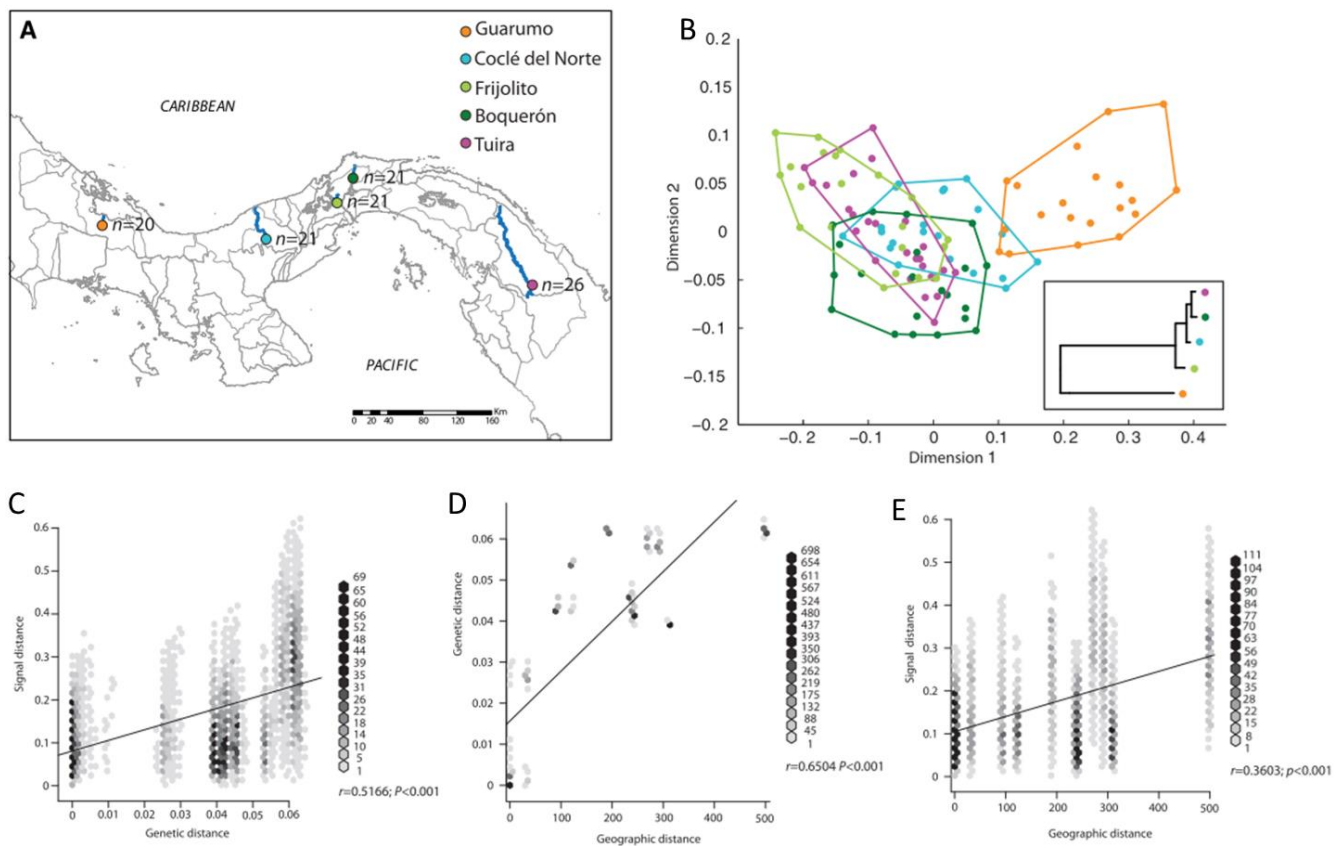 A
Guarumo
Coclé del Norte
Frijolito
Boquerón
Tuira
CARIBBEAN
n=21
n=21
n=20
n=21
n=26
PACIFIC
0 10 20 40 80 120 160 Km
B
0.2
0.15
0.1
0.05
0
−0.05
−0.1
−0.15
−0.2
Dimension 2
−0.2 −0.1 0 0.1 0.2 0.3 0.4
Dimension 1
C
0.6
0.5
0.4
0.3
0.2
0.1
0
Signal distance
0 0.01 0.02 0.03 0.04 0.05 0.06
Genetic distance
69
65
60
56
52
48
44
39
35
31
26
22
18
14
10
5
1
r=0.5166; P<0.001
D
0.06
0.05
0.04
0.03
0.02
0.01
0
Genetic distance
0 100 200 300 400 500
Geographic distance
698
654
611
567
524
480
437
393
350
306
262
219
175
132
88
45
1
r=0.6504 P<0.001
E
0.6
0.5
0.4
0.3
0.2
0.1
0
Signal distance
0 100 200 300 400 500
Geographic distance
111
104
97
90
84
77
70
63
56
49
42
35
28
22
15
8
1
r=0.3603; p<0.001